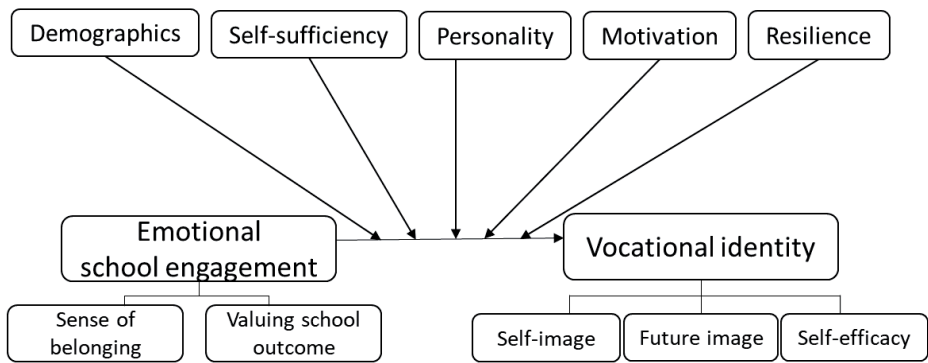 Demographics
Self-sufficiency
Personality
Motivation
Resilience
Emotional
school engagement
Vocational identity
Sense of
belonging
Valuing school
outcome
Self-image
Future image
Self-efficacy